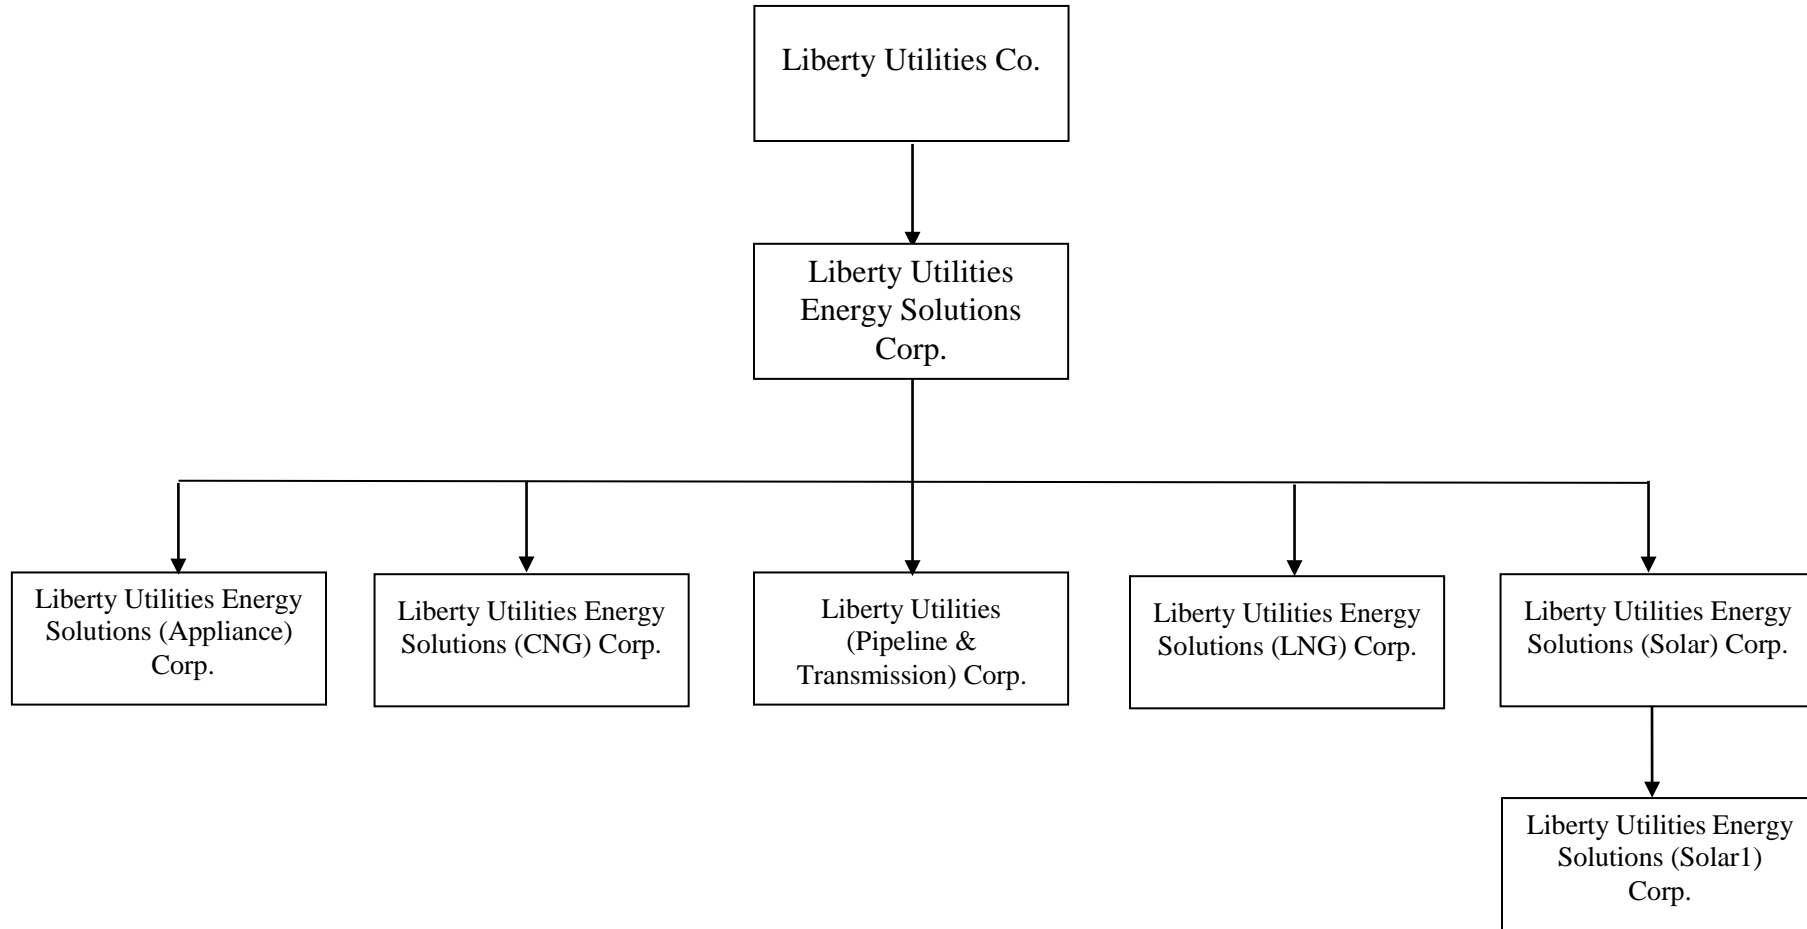 Liberty Utilities Co.
Liberty Utilities
Energy Solutions
Corp.
Liberty Utilities Energy
Solutions (Appliance)
Corp.
Liberty Utilities Energy
Solutions (CNG) Corp.
Liberty Utilities
(Pipeline &
Transmission) Corp.
Liberty Utilities Energy
Solutions (LNG) Corp.
Liberty Utilities Energy
Solutions (Solar) Corp.
Liberty Utilities Energy
Solutions (Solar1)
Corp.